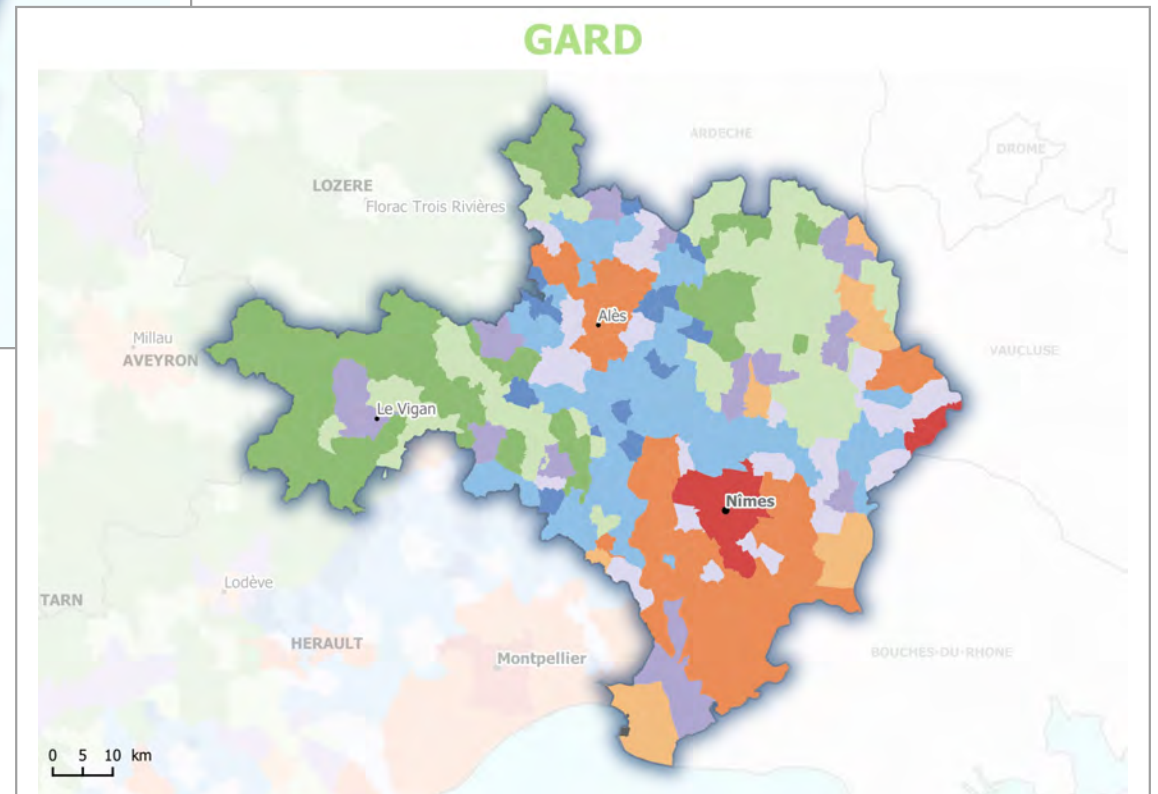 GARD
ARDECHE
DROME
LOZERE
Florac Trois Rivières
Alès
Millau
AVEYRON
VAUCLUSE
Le Vigan
Nîmes
Lodève
TARN
HERAULT
Montpellier
BOUCHES-DU-RHONE
0 5 10 km